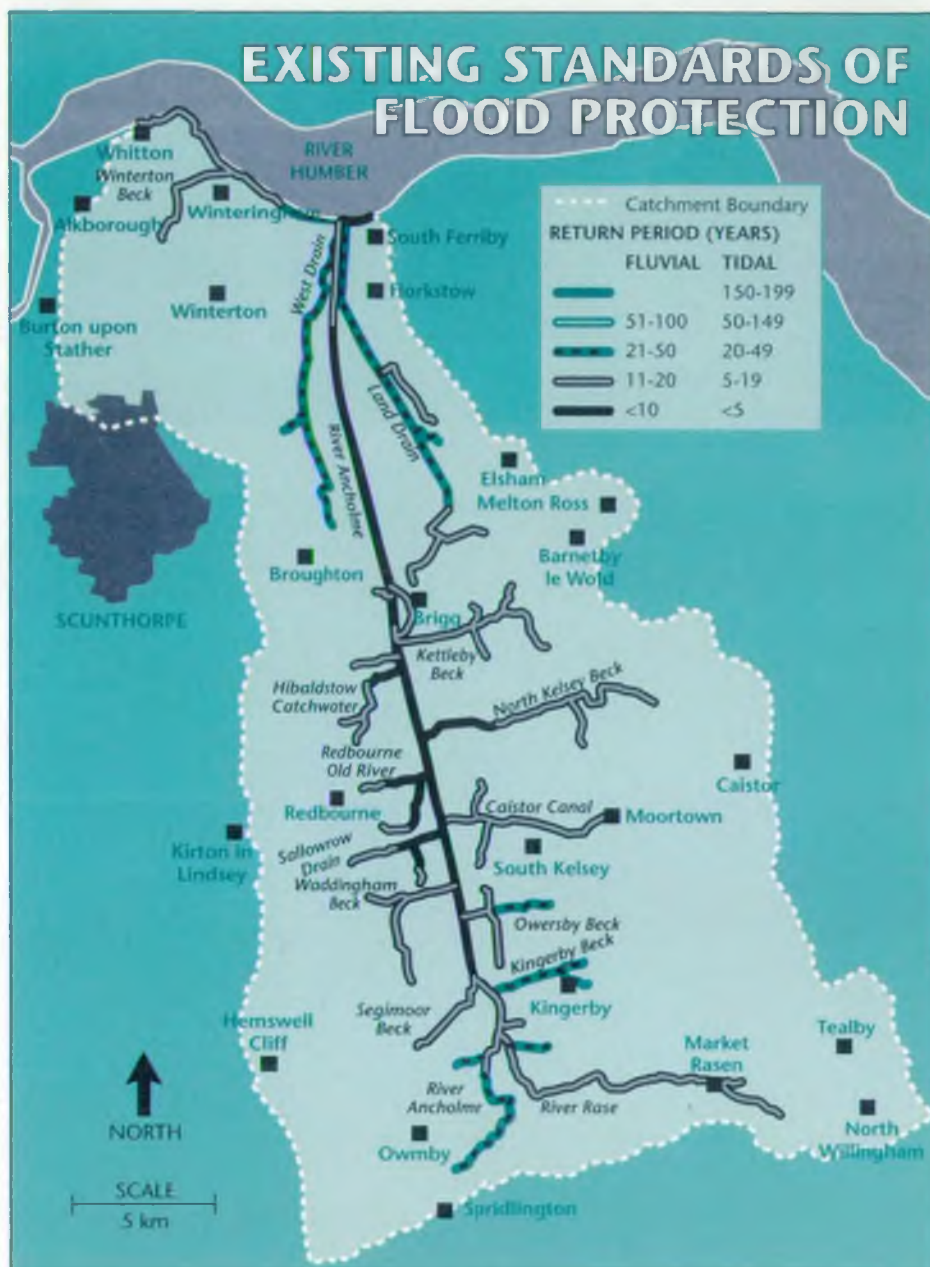 EXISTING STANDARDS OF
FLOOD PROTECTION
Whitton
Winterton
Beck
RIVER
HUMBER
Alkborough
Winteringham
South Ferriby
Horkstow
West Drain
Winterton
Burton upon
Stather
Catchment Boundary
RETURN PERIOD (YEARS)
FLUVIAL TIDAL
150-199
51-100 50-149
21-50 20-49
11-20 5-19
<10 <5
Land Drain
River Ancholme
Elsham
Melton Ross
Barnetby
le Wold
Broughton
SCUNTHORPE
Brigg
Kettleby
Beck
Hibaldstow
Catchwater
North Kelsey Beck
Redbourne
Old River
Redbourne
Caistor
Caistor Canal
Moortown
Kirton in
Lindsey
Sallowrow
Drain
South Kelsey
Waddingham
Beck
Owersby Beck
Kingerby Beck
Kingerby
Segimoor
Beck
Hemswell
Cliff
Tealby
Market
Rasen
River
Ancholme
River Rase
NORTH
Owmby
North
Willingham
SCALE
5 km
Spridlington